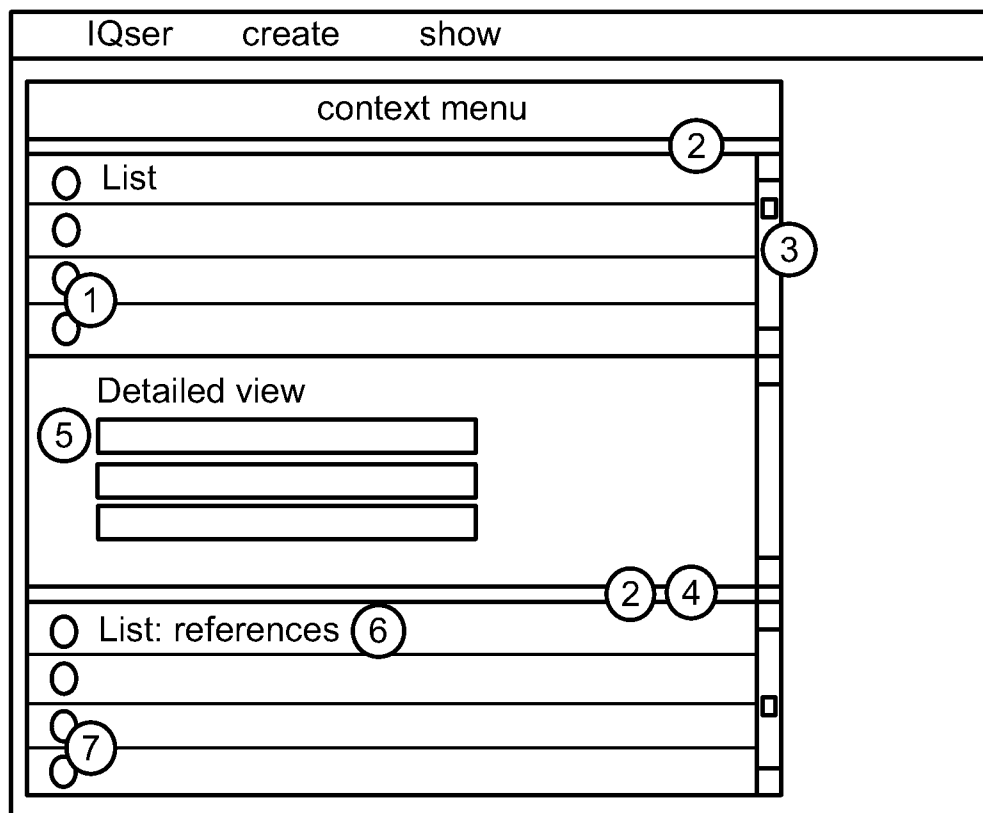 IQser create show
context menu
2
List
3
1
Detailed view
5
2 4
List: references 6
7